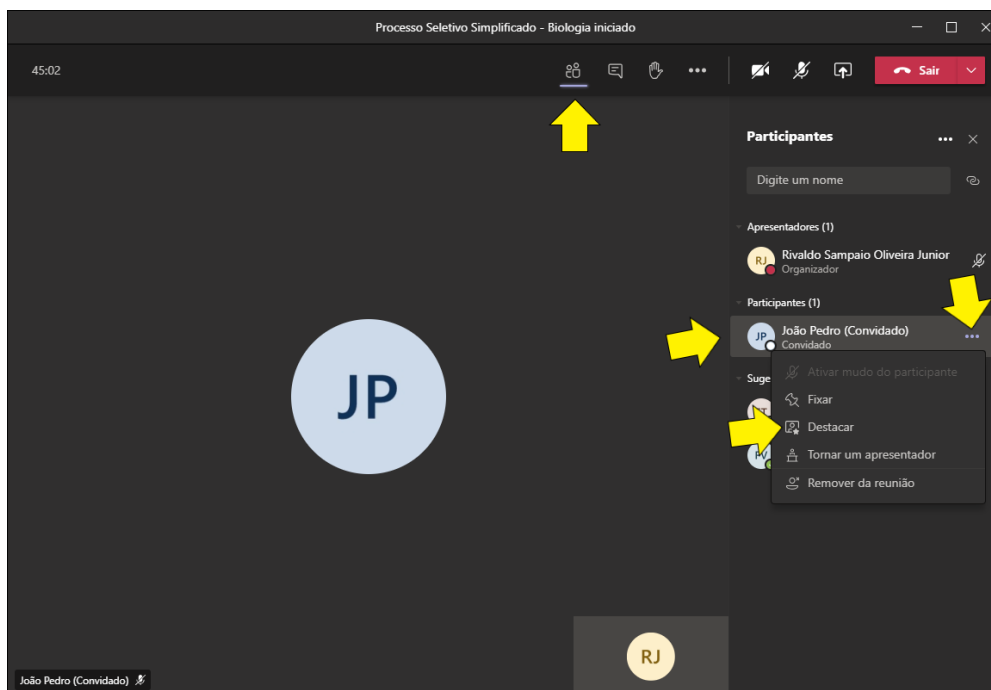 Processo Seletivo Simplificado - Biologia iniciado
45:02
Sair
Participantes
Digite um nome
Apresentadores (1)
RJ
Rivaldo Sampaio Oliveira Junior
Organizador
Participantes (1)
JP
João Pedro (Convidado)
Convidado
Ativar mudo do participante
Suge
Fixar
Destacar
Tornar um apresentador
Remover da reunião
JP
RJ
João Pedro (Convidado)